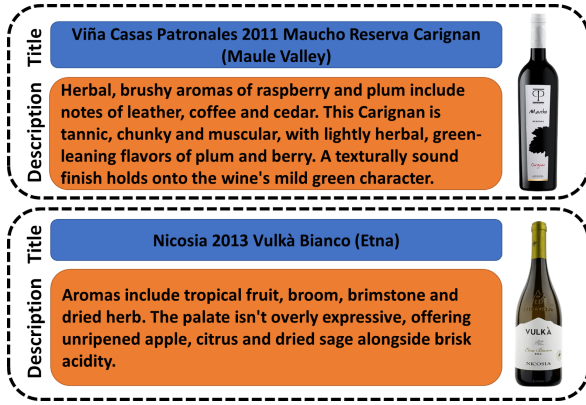 Title
Viña Casas Patronales 2011 Maucho Reserva Carignan
(Maule Valley)
Description
Herbal, brushy aromas of raspberry and plum include
notes of leather, coffee and cedar. This Carignan is
tannic, chunky and muscular, with lightly herbal, green-
leaning flavors of plum and berry. A texturally sound
finish holds onto the wine's mild green character.
Maucho
Title
Nicosia 2013 Vulkà Bianco (Etna)
Description
Aromas include tropical fruit, broom, brimstone and
dried herb. The palate isn't overly expressive, offering
unripened apple, citrus and dried sage alongside brisk
acidity.
VULKÀ
Etna Bianco
NICOSIA